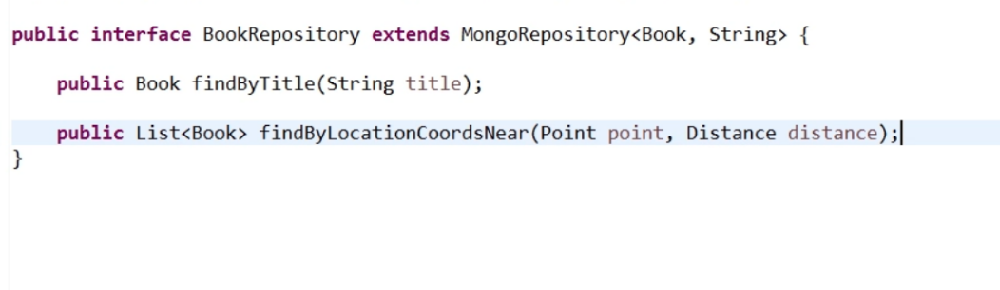 public interface BookRepository extends MongoRepository<Book, String> {
public Book findByTitle(String title);
public List<Book> findByLocationCoordsNear(Point point, Distance distance);
}